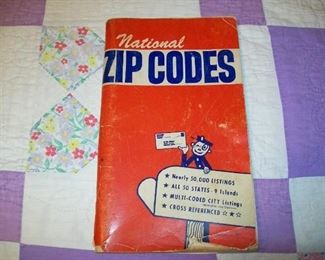 National
ZIP CODES
★ Nearly 50,000 LISTINGS
★ ALL 50 STATES - 9 Islands
★ MULTI-CODED CITY Listings
★ CROSS REFERENCED ☆ ★ ☆